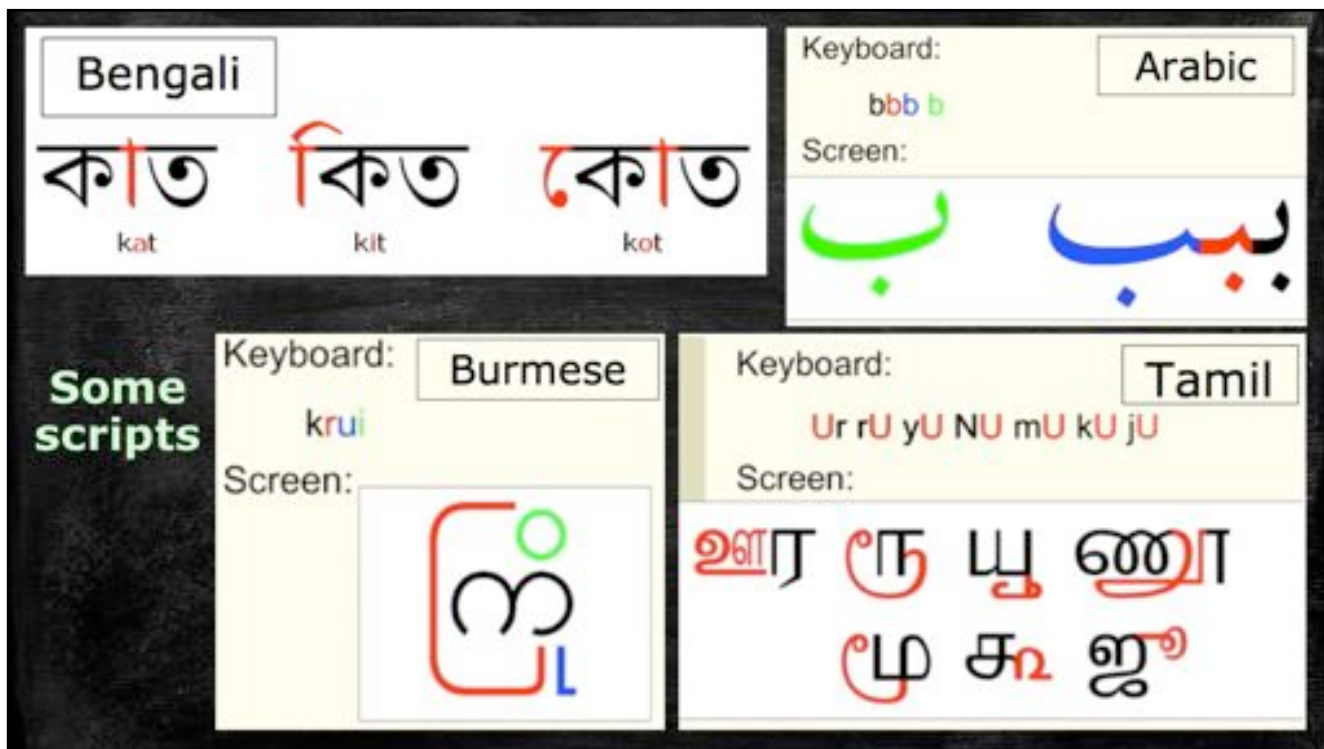 Bengali
কাত কিত কোত
kat kit kot
Keyboard:
Arabic
bbb b
Screen:
ب ببب
Some
scripts
Keyboard:
Burmese
krui
Screen:
ကြို
Keyboard:
Tamil
Ur rU yU NU mU kU jU
Screen:
ஊர ரூ யூ ணூ
மூ கூ ஜூ